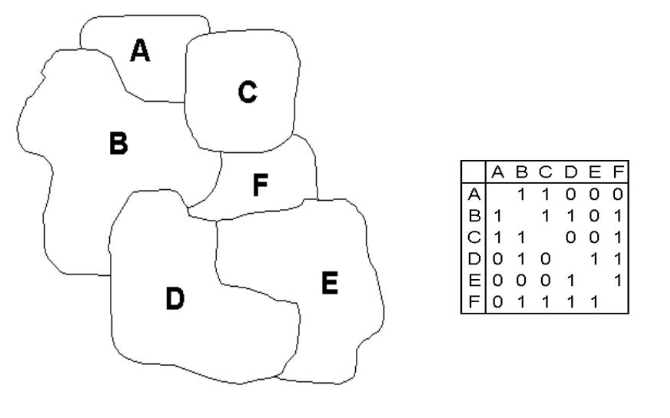 A
C
B
F
E
D
A B C D E F
A 1 1 0 0 0
B 1 1 1 0 1
C 1 1 0 0 1
D 0 1 0 1 1
E 0 0 0 1 1
F 0 1 1 1 1